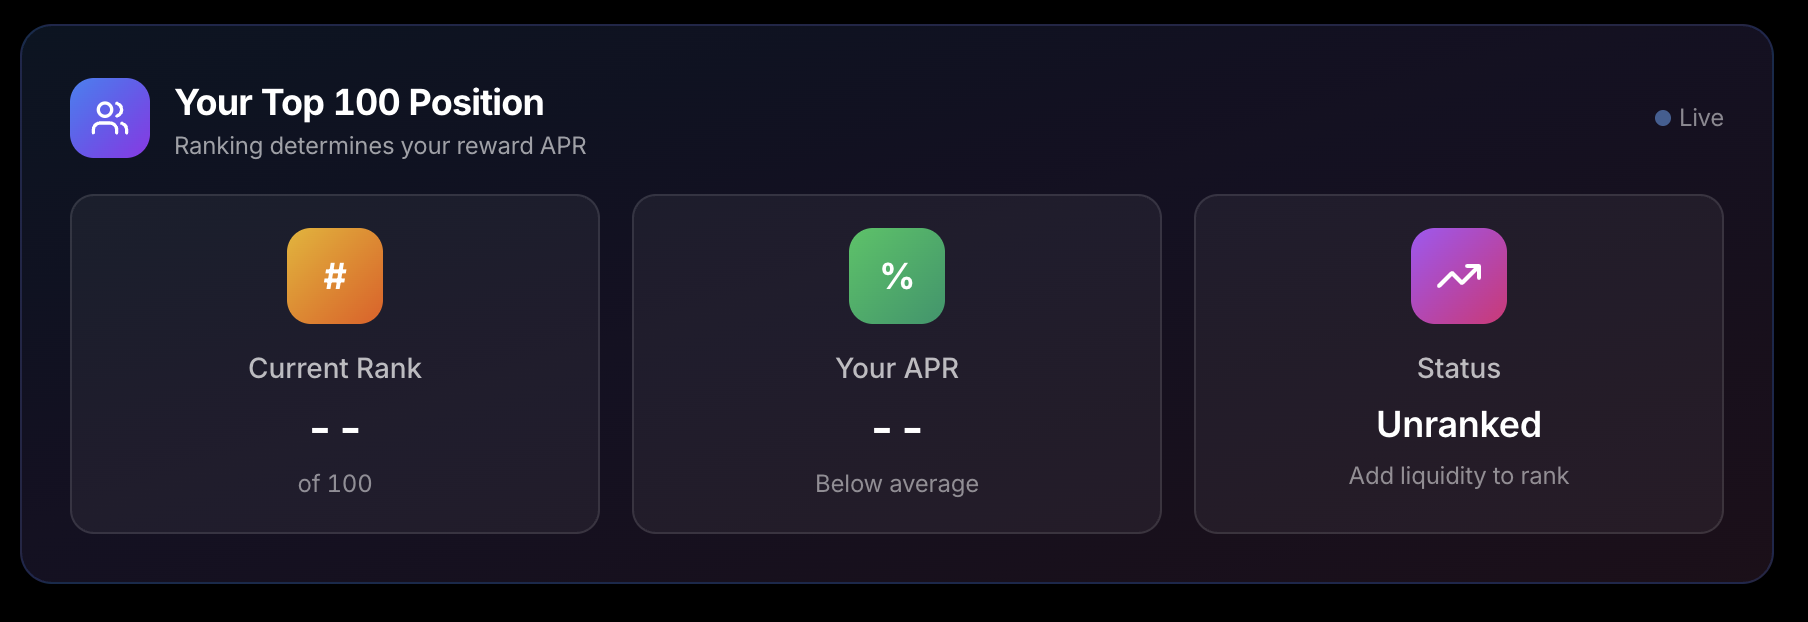 Your Top 100 Position
Ranking determines your reward APR
Live
#
Current Rank
--
of 100
%
Your APR
--
Below average
Status
Unranked
Add liquidity to rank